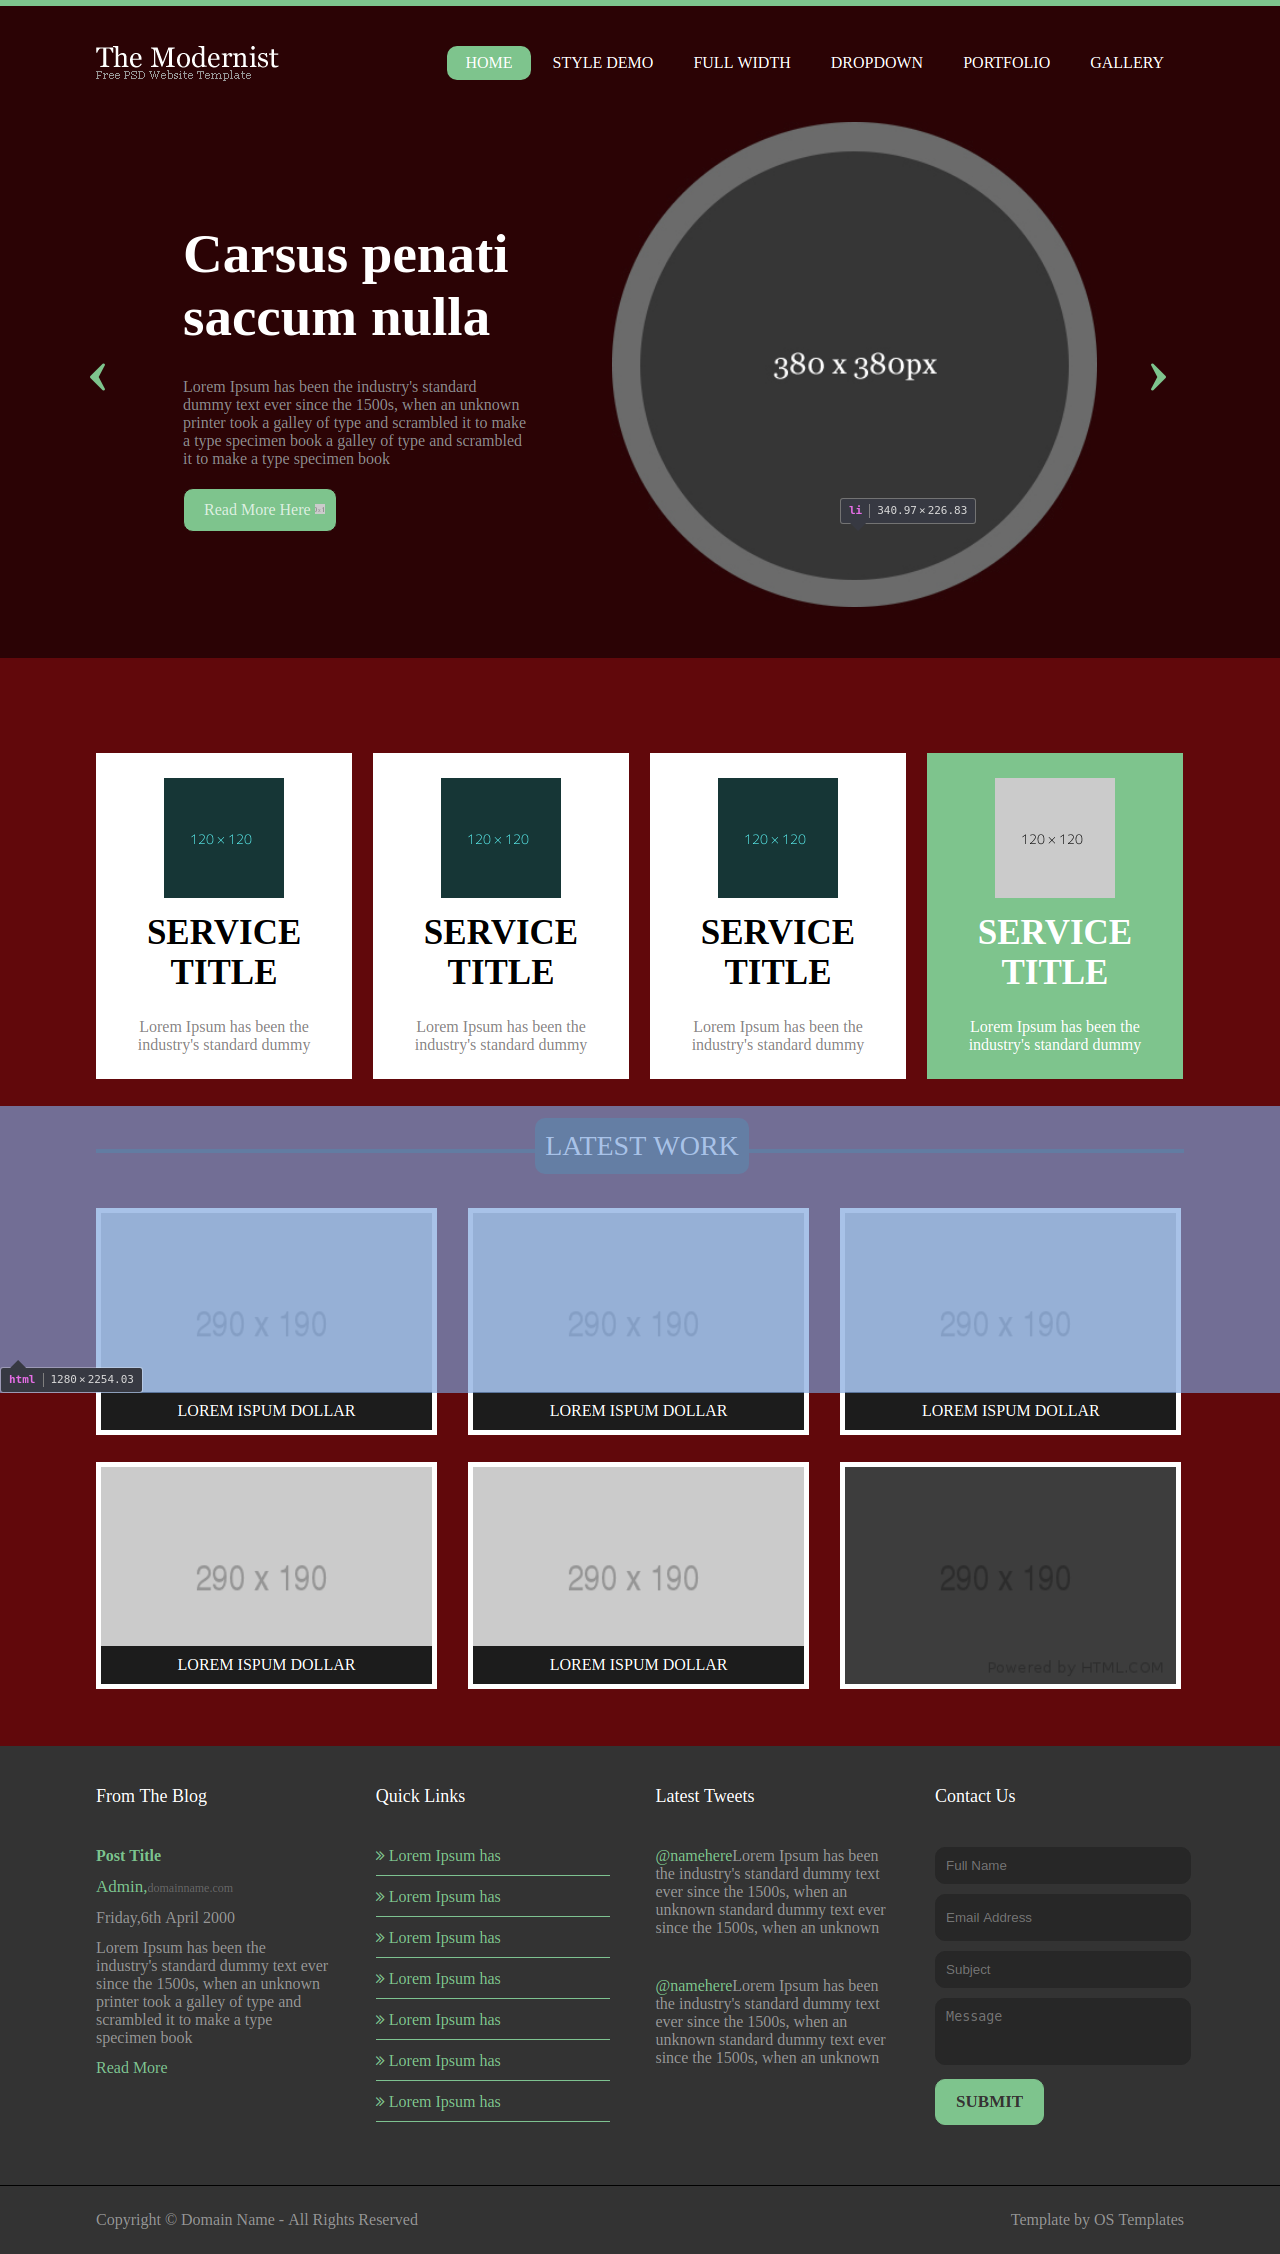 The Modernist
Free PSD Website Template
HOME STYLE DEMO FULL WIDTH DROPDOWN PORTFOLIO GALLERY
Carsus penati
saccum nulla
Lorem Ipsum has been the industry's standard
dummy text ever since the 1500s, when an unknown
printer took a galley of type and scrambled it to make
a type specimen book a galley of type and scrambled
it to make a type specimen book
Read More Here
380 x 380px
li 340.97 × 226.83
120 × 120
SERVICE
TITLE
Lorem Ipsum has been the
industry's standard dummy
120 × 120
SERVICE
TITLE
Lorem Ipsum has been the
industry's standard dummy
120 × 120
SERVICE
TITLE
Lorem Ipsum has been the
industry's standard dummy
120 × 120
SERVICE
TITLE
Lorem Ipsum has been the
industry's standard dummy
LATEST WORK
290 x 190
290 x 190
290 x 190
html 1280 × 2254.03
LOREM ISPUM DOLLAR
LOREM ISPUM DOLLAR
LOREM ISPUM DOLLAR
290 x 190
290 x 190
290 x 190
LOREM ISPUM DOLLAR
LOREM ISPUM DOLLAR
Powered by HTML.COM
From The Blog
Post Title
Admin,domainname.com
Friday,6th April 2000
Lorem Ipsum has been the
industry's standard dummy text ever
since the 1500s, when an unknown
printer took a galley of type and
scrambled it to make a type
specimen book
Read More
Quick Links
» Lorem Ipsum has
» Lorem Ipsum has
» Lorem Ipsum has
» Lorem Ipsum has
» Lorem Ipsum has
» Lorem Ipsum has
» Lorem Ipsum has
Latest Tweets
@namehereLorem Ipsum has been
the industry's standard dummy text
ever since the 1500s, when an
unknown standard dummy text ever
since the 1500s, when an unknown
@namehereLorem Ipsum has been
the industry's standard dummy text
ever since the 1500s, when an
unknown standard dummy text ever
since the 1500s, when an unknown
Contact Us
Full Name
Email Address
Subject
Message
SUBMIT
Copyright © Domain Name - All Rights Reserved
Template by OS Templates